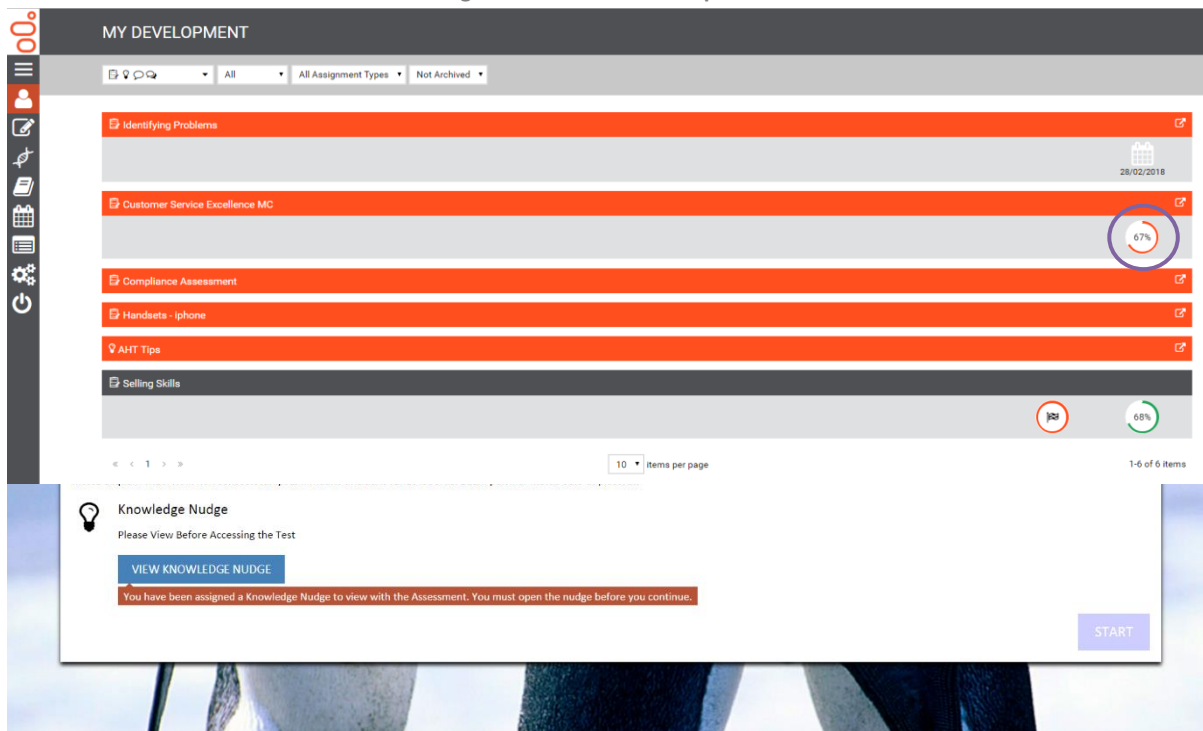 MY DEVELOPMENT
All All Assignment Types Not Archived
Identifying Problems
28/02/2018
Customer Service Excellence MC
67%
Compliance Assessment
Handsets - iphone
AHT Tips
Selling Skills
68%
« < 1 > » 10 items per page 1-6 of 6 items
Knowledge Nudge
Please View Before Accessing the Test
VIEW KNOWLEDGE NUDGE
You have been assigned a Knowledge Nudge to view with the Assessment. You must open the nudge before you continue.
START